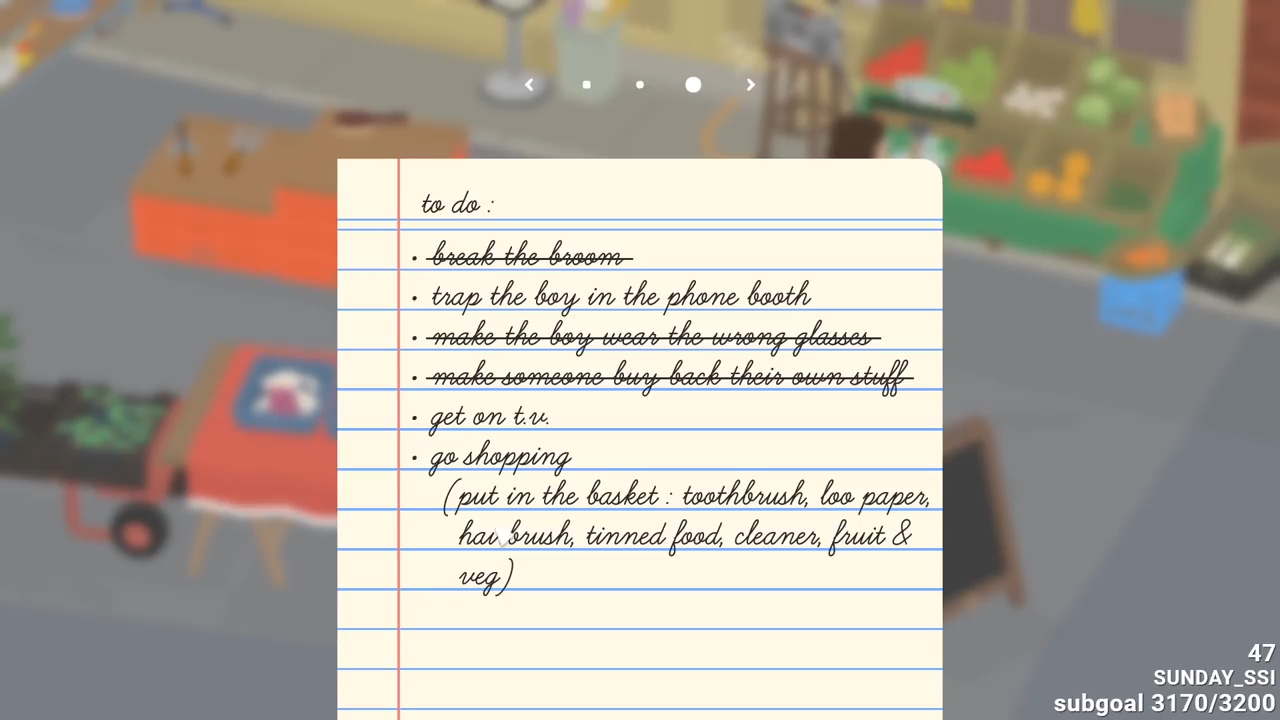 to do :
• break the broom
• trap the boy in the phone booth
• make the boy wear the wrong glasses
• make someone buy back their own stuff
• get on t.v.
• go shopping
(put in the basket : toothbrush, loo paper,
hairbrush, tinned food, cleaner, fruit &
veg)
47
SUNDAY_SSI
subgoal 3170/3200